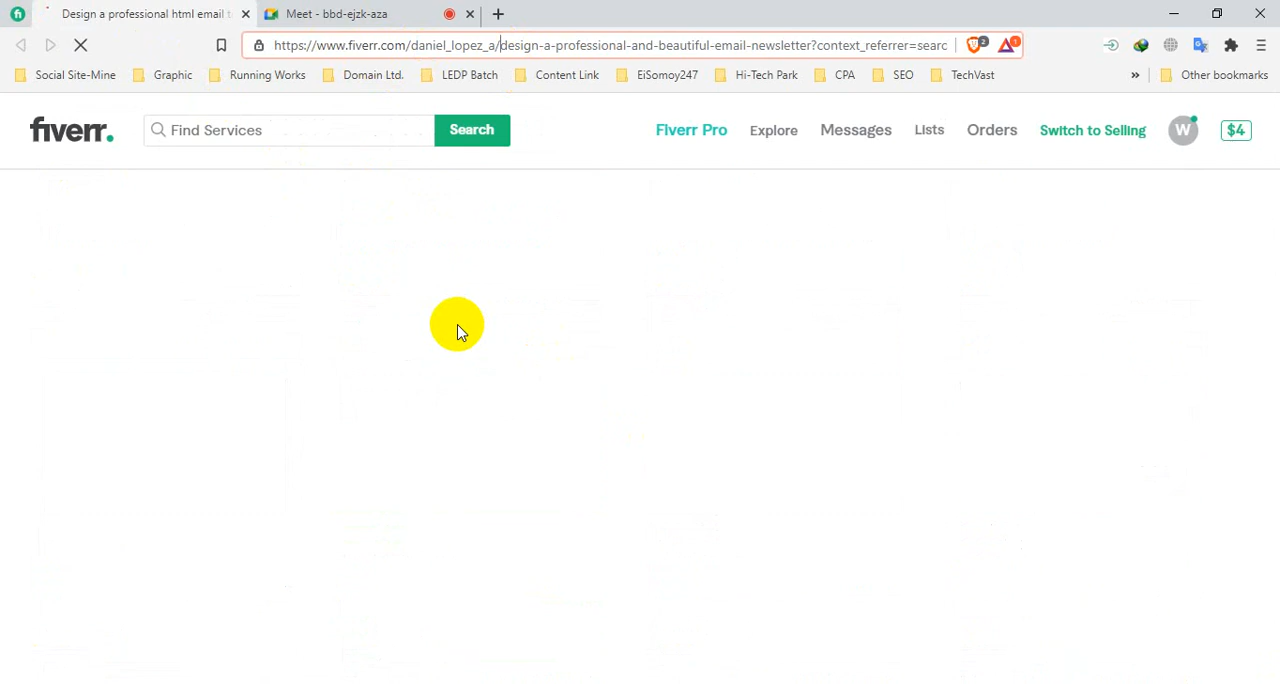 Design a professional html email t
Meet - bbd-ejzk-aza
https://www.fiverr.com/daniel_lopez_a/design-a-professional-and-beautiful-email-newsletter?context_referrer=searc
2
1
Social Site-Mine
Graphic
Running Works
Domain Ltd.
LEDP Batch
Content Link
EiSomoy247
Hi-Tech Park
CPA
SEO
TechVast
»
Other bookmarks
fiverr.
Find Services
Search
Fiverr Pro
Explore
Messages
Lists
Orders
Switch to Selling
W
$4